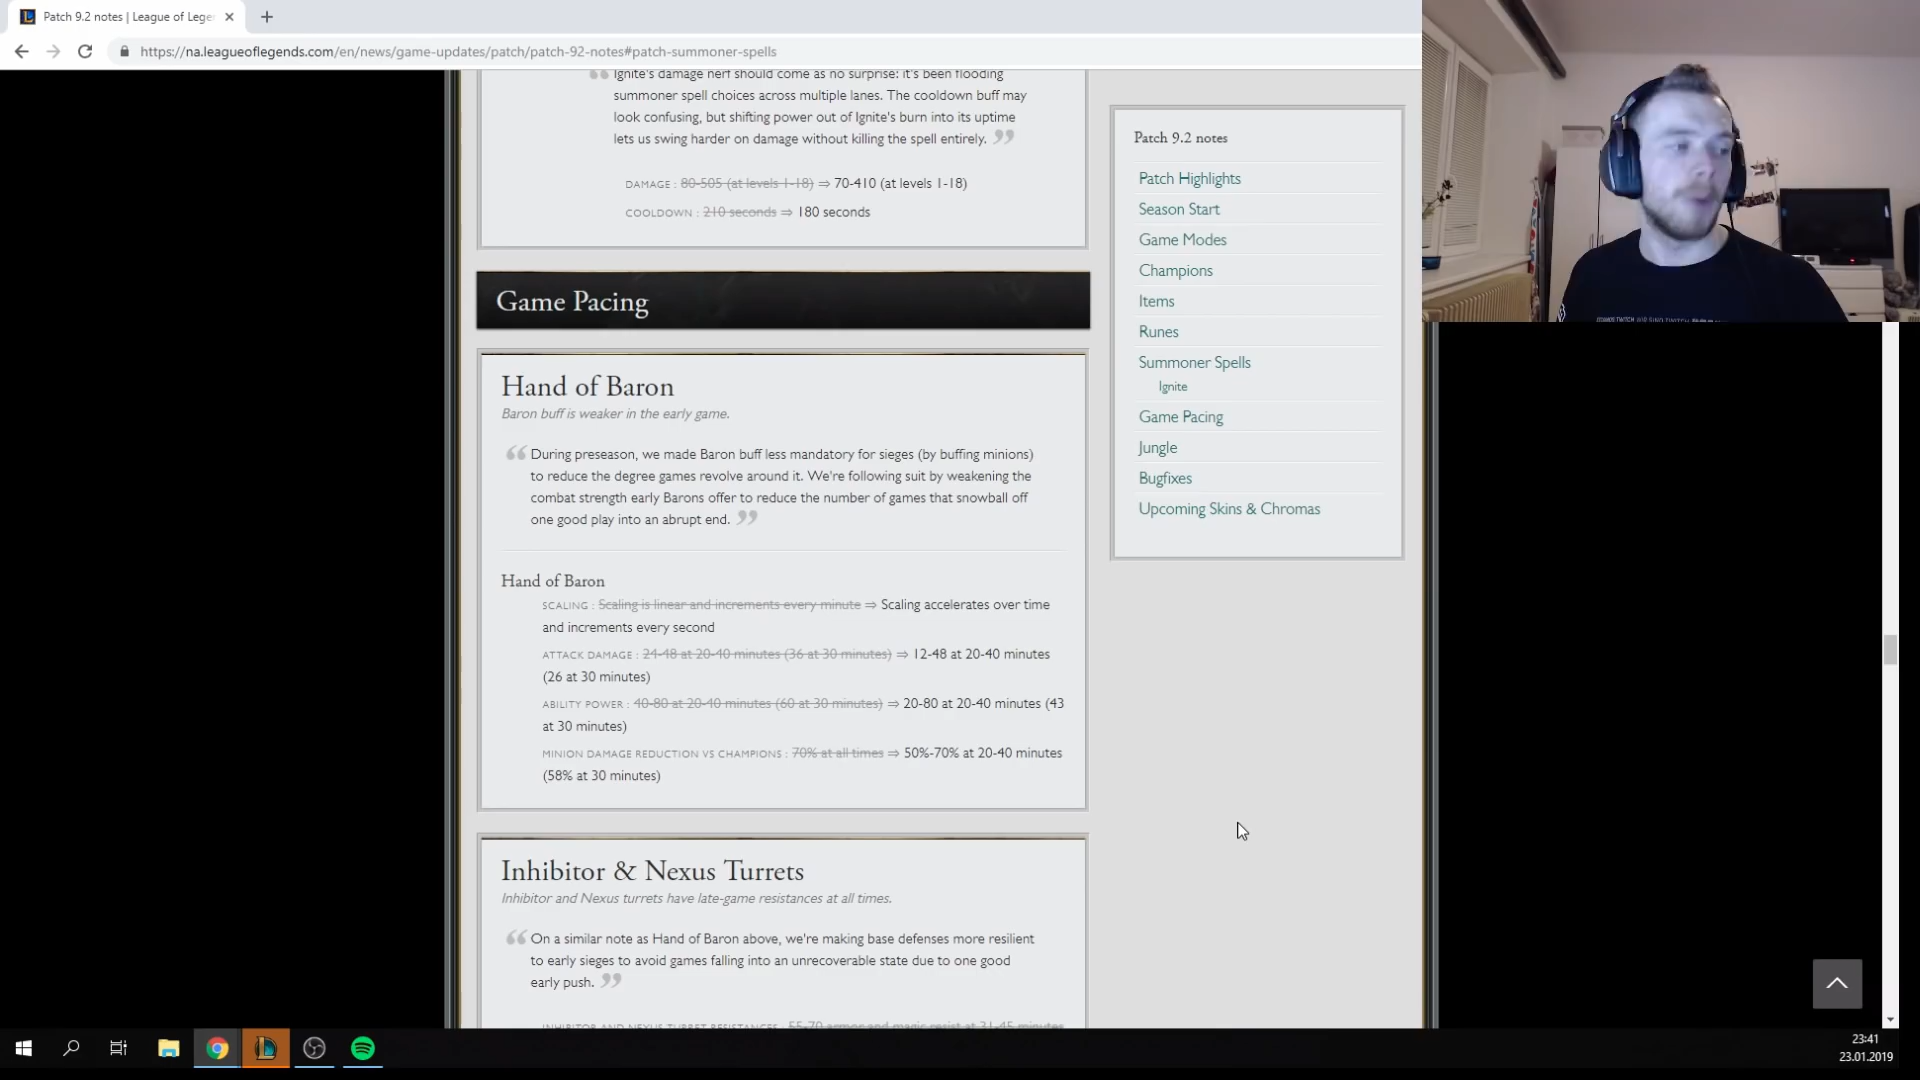 Patch 9.2 notes | League of Lege
https://na.leagueoflegends.com/en/news/game-updates/patch/patch-92-notes#patch-summoner-spells
Ignite's damage nerf should come as no surprise: it's been flooding
summoner spell choices across multiple lanes. The cooldown buff may
look confusing, but shifting power out of Ignite's burn into its uptime
lets us swing harder on damage without killing the spell entirely.
DAMAGE : 80-505 (at levels 1-18) ⇒ 70-410 (at levels 1-18)
COOLDOWN : 210 seconds ⇒ 180 seconds
Game Pacing
Hand of Baron
Baron buff is weaker in the early game.
During preseason, we made Baron buff less mandatory for sieges (by buffing minions)
to reduce the degree games revolve around it. We're following suit by weakening the
combat strength early Barons offer to reduce the number of games that snowball off
one good play into an abrupt end.
Hand of Baron
SCALING : Scaling is linear and increments every minute ⇒ Scaling accelerates over time
and increments every second
ATTACK DAMAGE : 24-48 at 20-40 minutes (36 at 30 minutes) ⇒ 12-48 at 20-40 minutes
(26 at 30 minutes)
ABILITY POWER : 40-80 at 20-40 minutes (60 at 30 minutes) ⇒ 20-80 at 20-40 minutes (43
at 30 minutes)
MINION DAMAGE REDUCTION VS CHAMPIONS : 70% at all times ⇒ 50%-70% at 20-40 minutes
(58% at 30 minutes)
Inhibitor & Nexus Turrets
Inhibitor and Nexus turrets have late-game resistances at all times.
On a similar note as Hand of Baron above, we're making base defenses more resilient
to early sieges to avoid games falling into an unrecoverable state due to one good
early push.
INHIBITOR AND NEXUS TURRET RESISTANCES : 55-70 armor and magic resist at 31-45 minutes
Patch 9.2 notes
Patch Highlights
Season Start
Game Modes
Champions
Items
Runes
Summoner Spells
Ignite
Game Pacing
Jungle
Bugfixes
Upcoming Skins & Chromas
23:41
23.01.2019